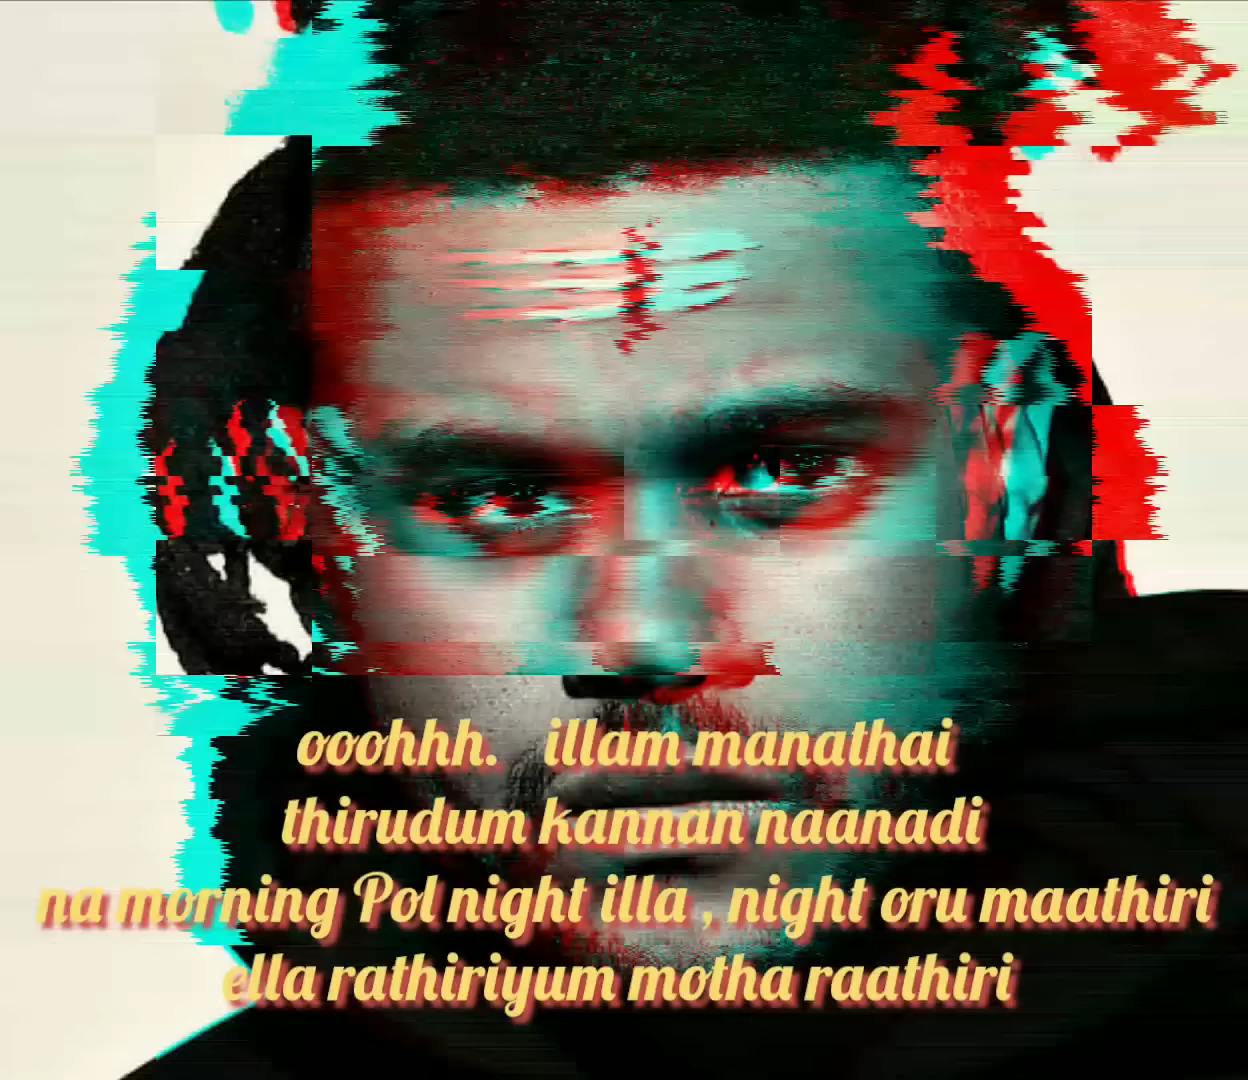 ooohhh. illam manathai
thirudum kannan naanadi
na morning Pol night illa , night oru maathiri
ella rathiriyum motha raathiri